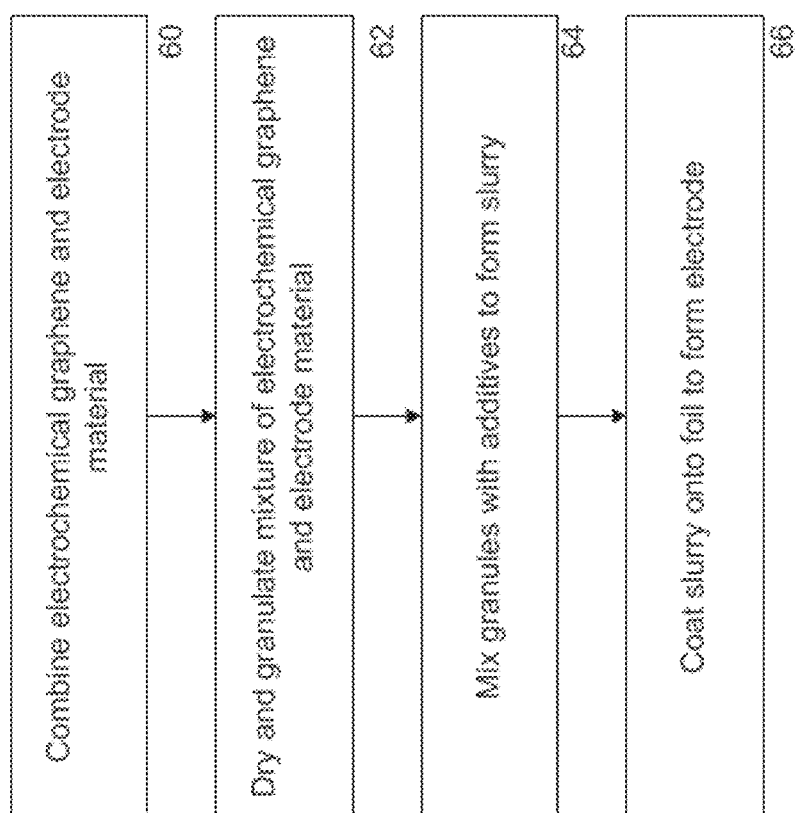 Combine electrochemical graphene and electrode
material
60
Dry and granulate mixture of electrochemical graphene
and electrode material
62
Mix granules with additives to form slurry
64
Coat slurry onto foil to form electrode
66